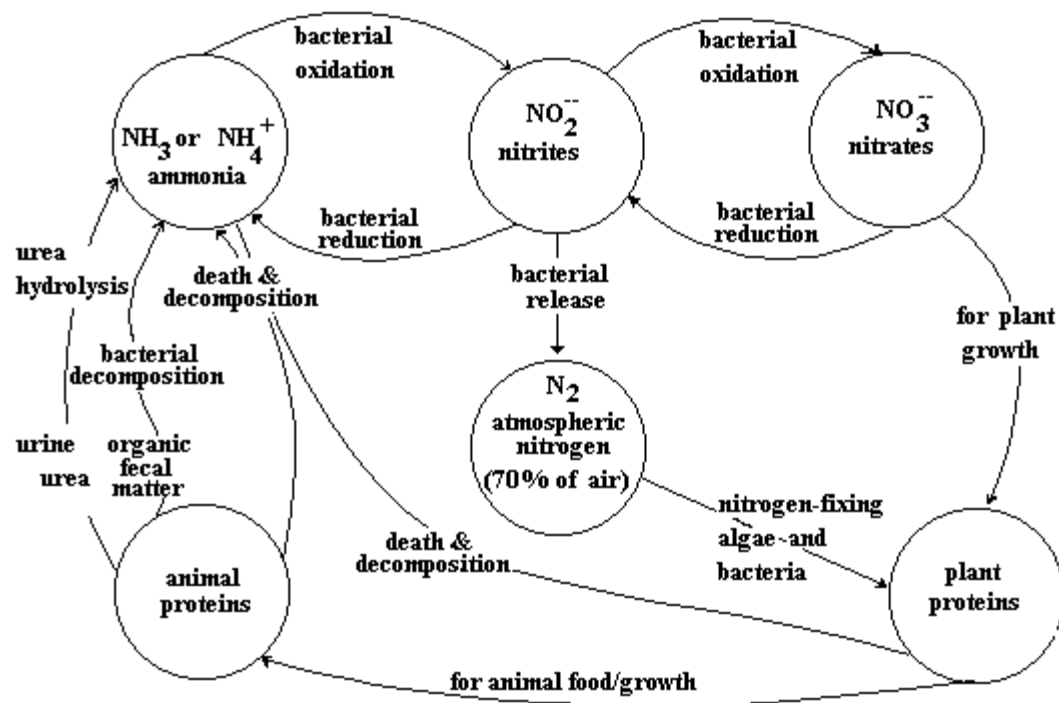 bacterial
oxidation
bacterial
oxidation
NH3 or NH4+
ammonia
NO2--
nitrites
NO3--
nitrates
bacterial
reduction
bacterial
reduction
urea
hydrolysis
death &
decomposition
bacterial
release
for plant
growth
bacterial
decomposition
N2
atmospheric
nitrogen
(70% of air)
urine
urea
organic
fecal
matter
nitrogen-fixing
algae-and
bacteria
death &
decomposition
animal
proteins
plant
proteins
for animal food/growth